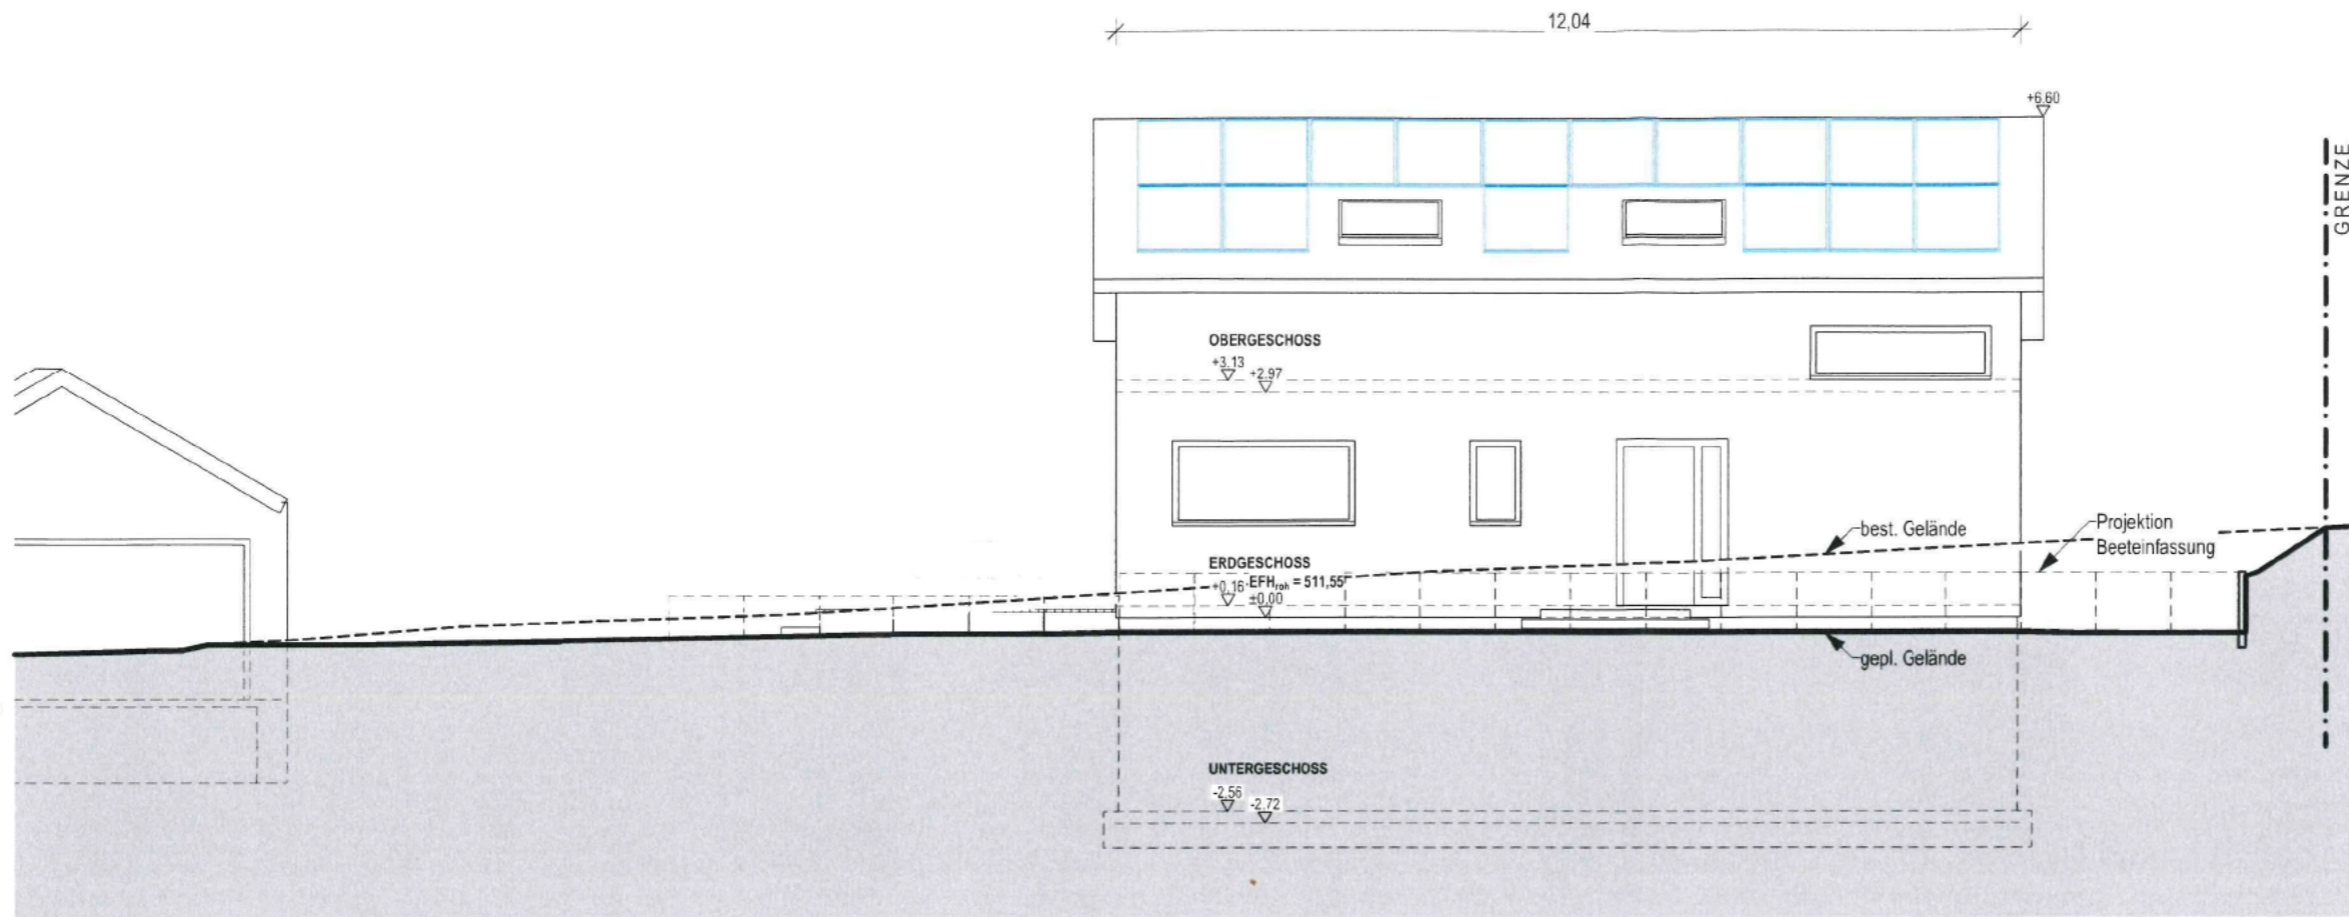 12,04
+6.60
GRENZE
OBERGESCHOSS
+3.13
+2.97
best. Gelände
Projektion
Beeteinfassung
ERDGESCHOSS
+0,16
EFHroh = 511,55
±0.00
gepl. Gelände
UNTERGESCHOSS
-2.56
-2.72